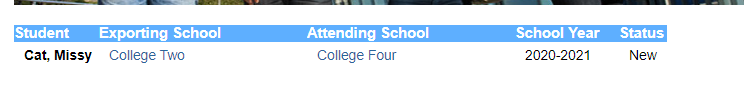 Student Exporting School Attending School School Year Status
Cat, Missy College Two College Four 2020-2021 New